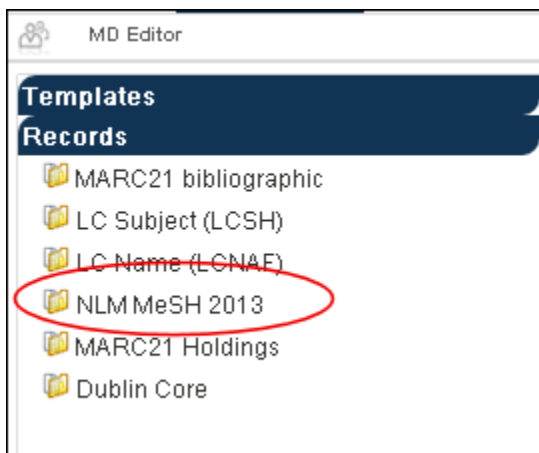 MD Editor
Templates
Records
MARC21 bibliographic
LC Subject (LCSH)
LC Name (LCNAF)
NLM MeSH 2013
MARC21 Holdings
Dublin Core